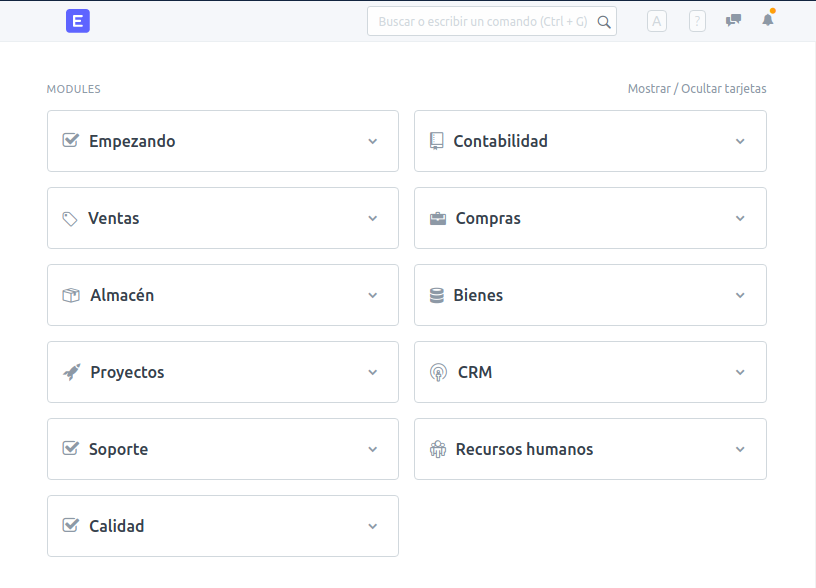 E
Buscar o escribir un comando (Ctrl + G)
A
?
MODULES
Mostrar / Ocultar tarjetas
Empezando
Contabilidad
Ventas
Compras
Almacén
Bienes
Proyectos
CRM
Soporte
Recursos humanos
Calidad